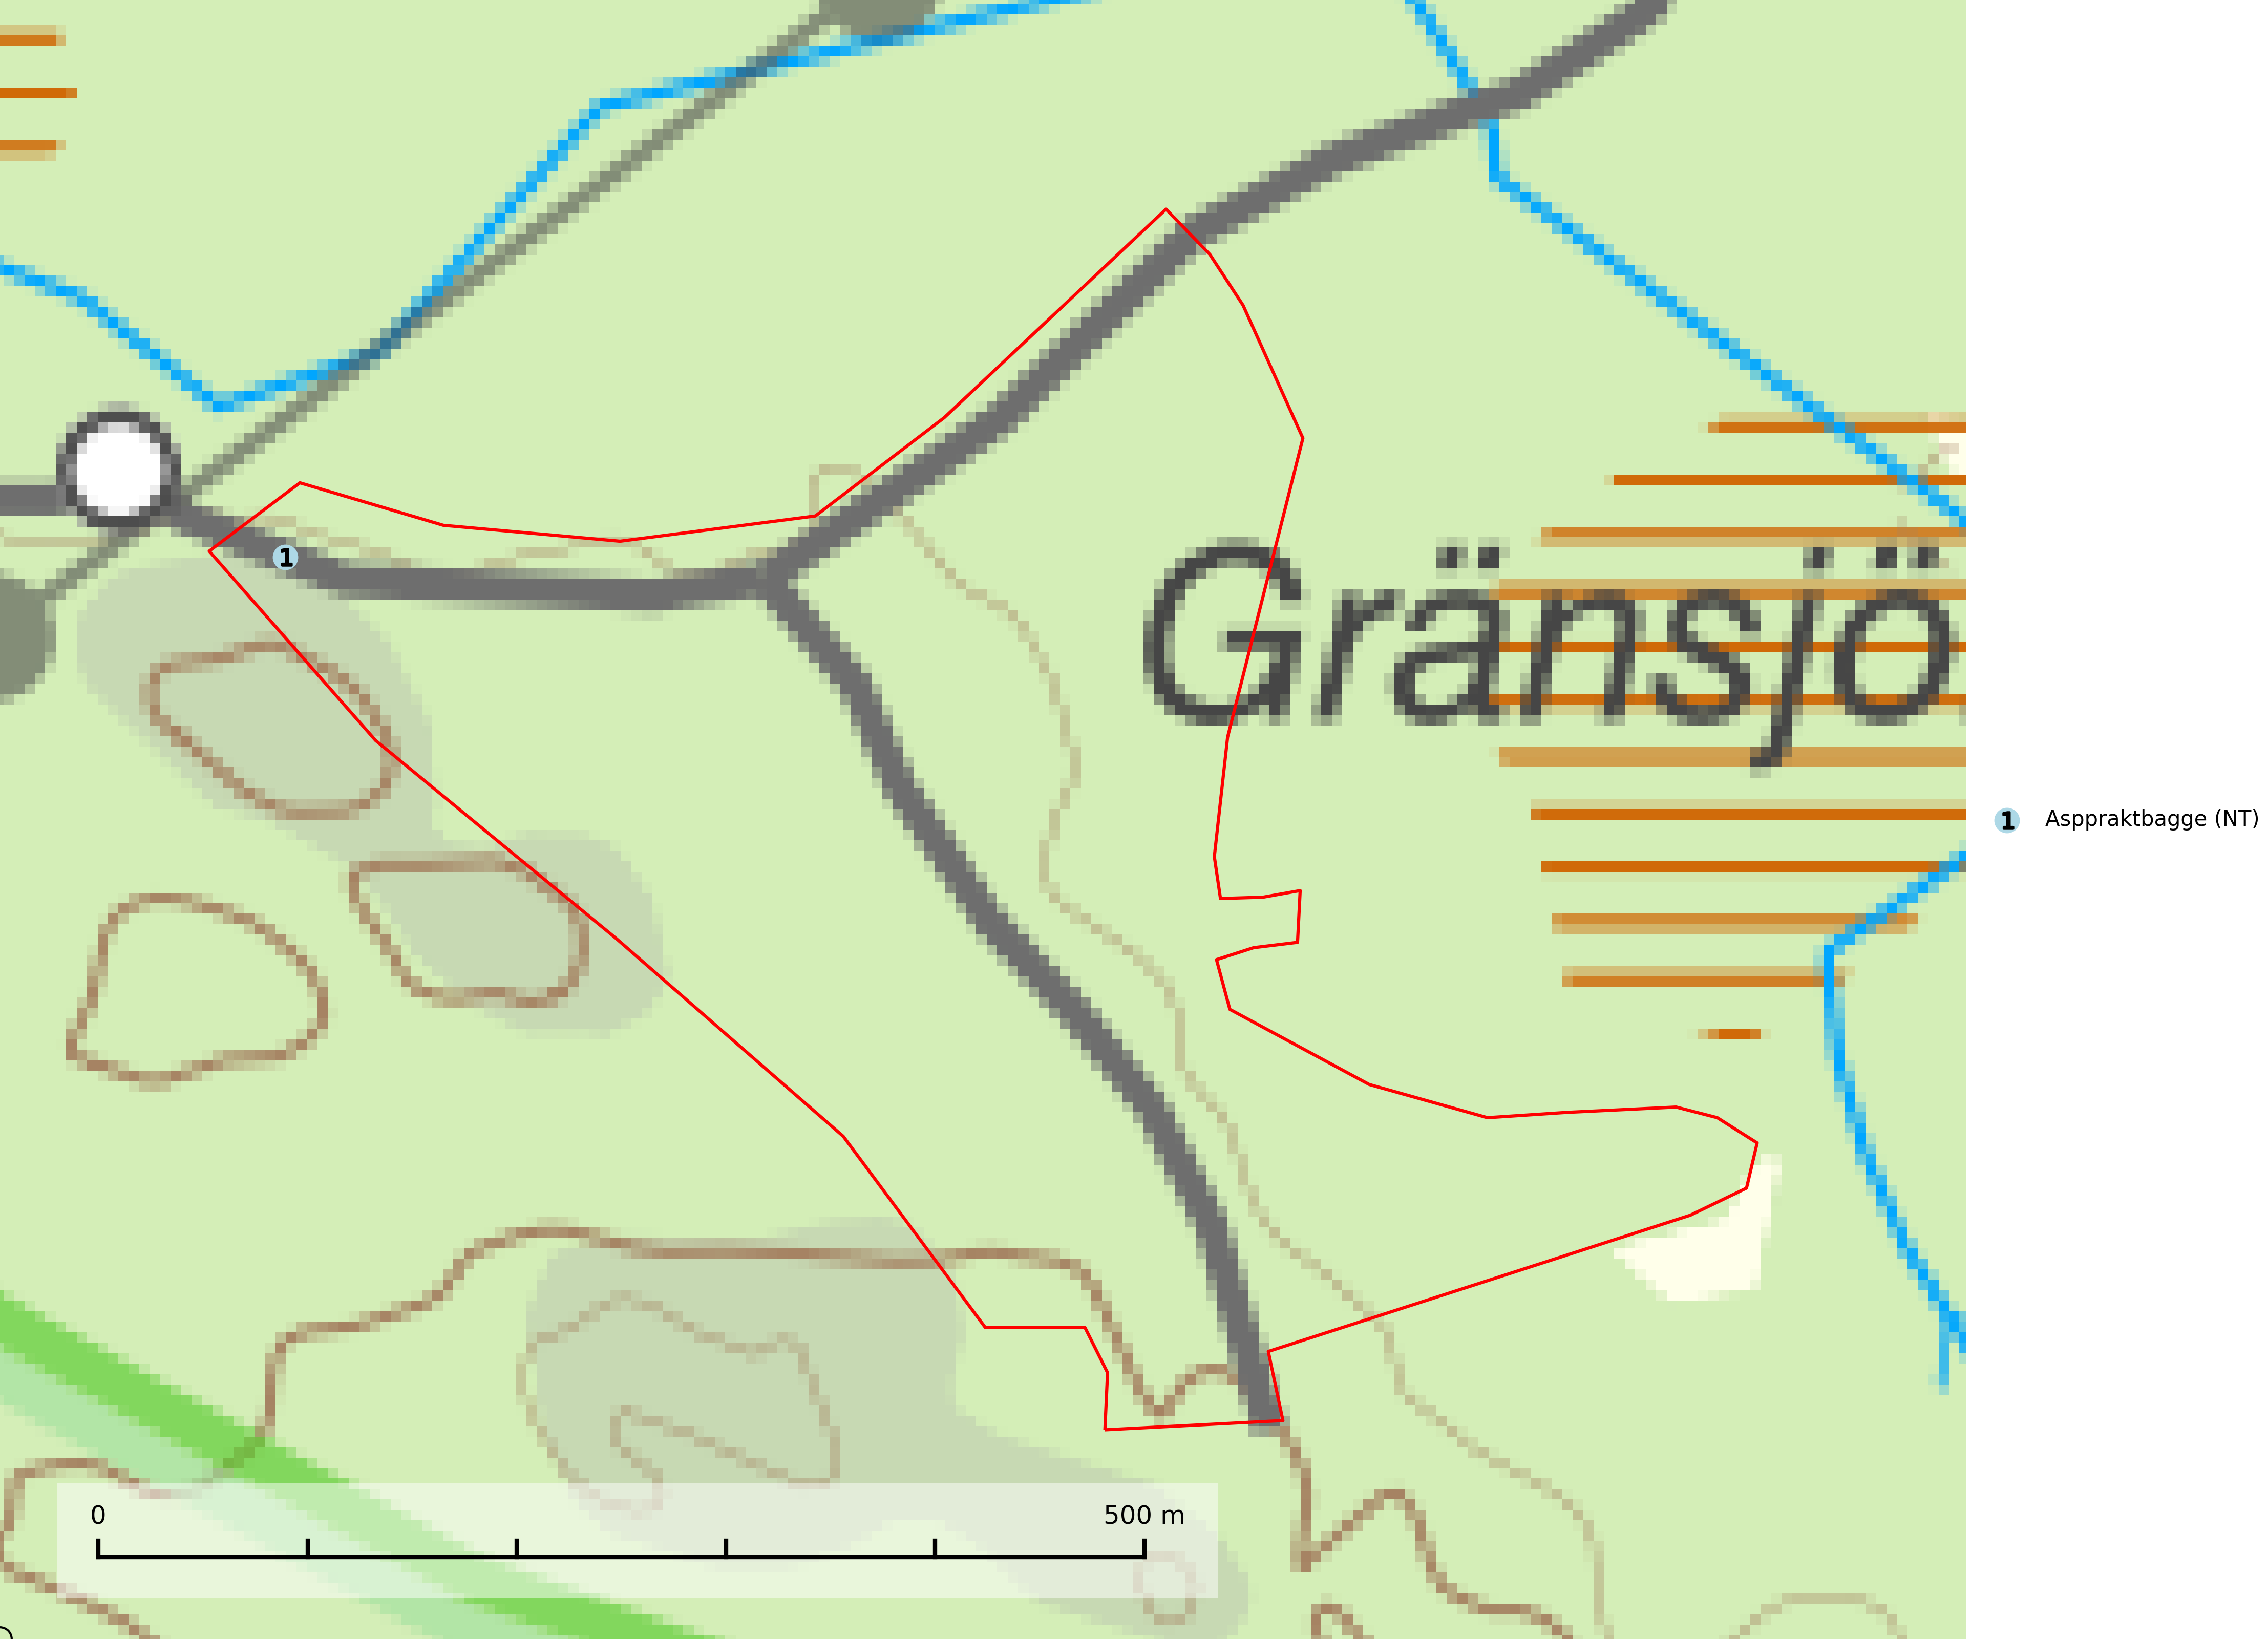 1
Gränsjö
1 Asppraktbagge (NT)
0 500 m